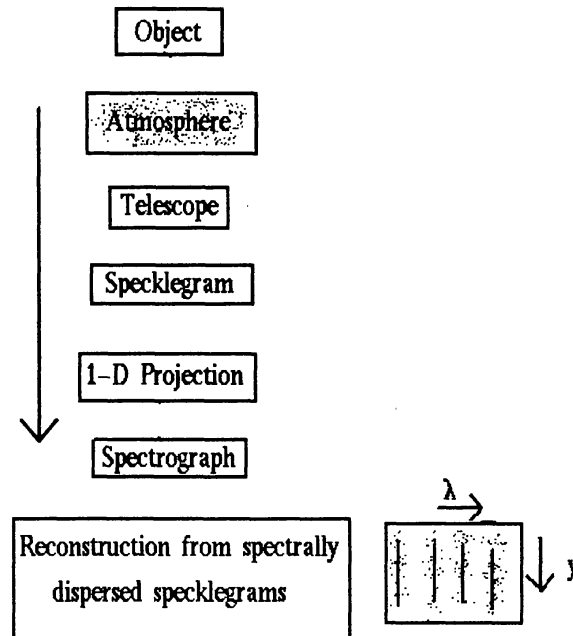 Object
Atmosphere
Telescope
Specklegram
1-D Projection
Spectrograph
λ
Reconstruction from spectrally
dispersed specklegrams
y